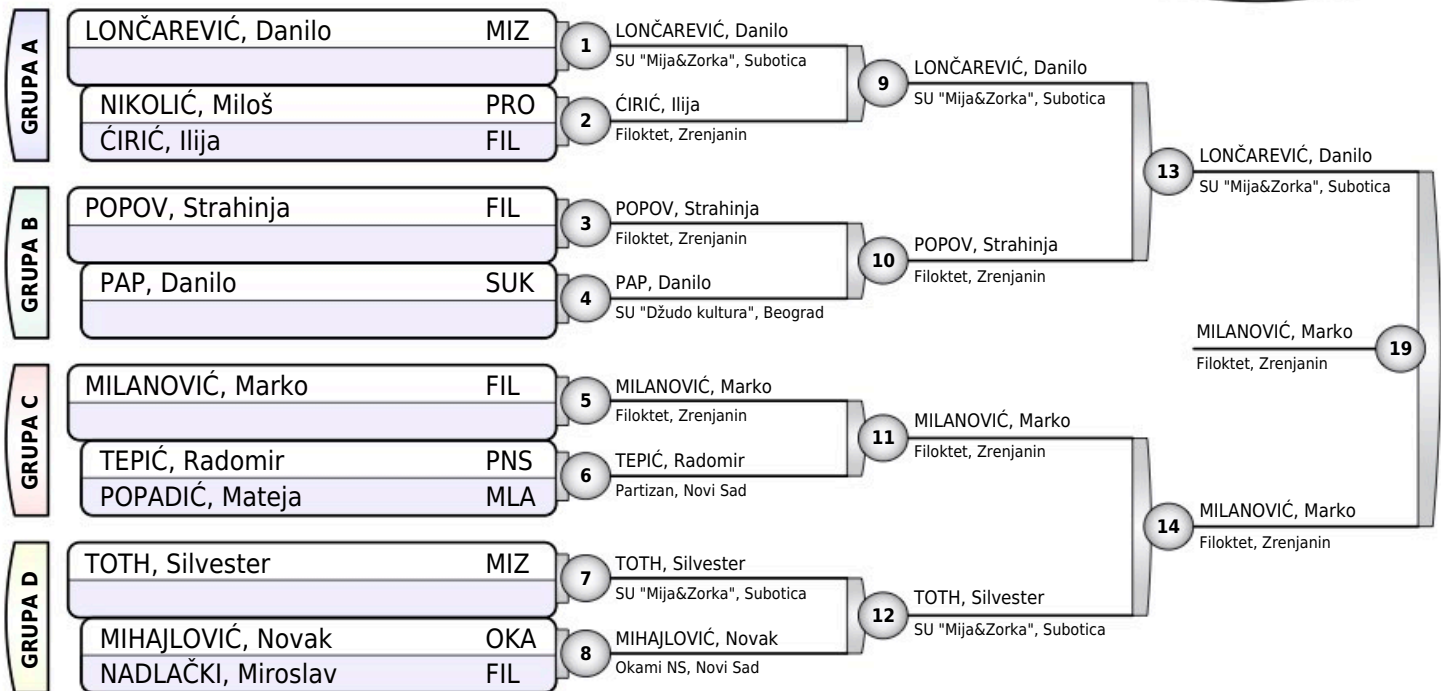 GRUPA A
LONČAREVIĆ, Danilo MIZ
NIKOLIĆ, Miloš PRO
ĆIRIĆ, Ilija FIL
GRUPA B
POPOV, Strahinja FIL
PAP, Danilo SUK
GRUPA C
MILANOVIĆ, Marko FIL
TEPIĆ, Radomir PNS
POPADIĆ, Mateja MLA
GRUPA D
TOTH, Silvester MIZ
MIHAJLOVIĆ, Novak OKA
NADLAČKI, Miroslav FIL
1
LONČAREVIĆ, Danilo
SU "Mija&Zorka", Subotica
2
ĆIRIĆ, Ilija
Filoktet, Zrenjanin
3
POPOV, Strahinja
Filoktet, Zrenjanin
4
PAP, Danilo
SU "Džudo kultura", Beograd
5
MILANOVIĆ, Marko
Filoktet, Zrenjanin
6
TEPIĆ, Radomir
Partizan, Novi Sad
7
TOTH, Silvester
SU "Mija&Zorka", Subotica
8
MIHAJLOVIĆ, Novak
Okami NS, Novi Sad
9
LONČAREVIĆ, Danilo
SU "Mija&Zorka", Subotica
10
POPOV, Strahinja
Filoktet, Zrenjanin
11
MILANOVIĆ, Marko
Filoktet, Zrenjanin
12
TOTH, Silvester
SU "Mija&Zorka", Subotica
13
LONČAREVIĆ, Danilo
SU "Mija&Zorka", Subotica
14
MILANOVIĆ, Marko
Filoktet, Zrenjanin
MILANOVIĆ, Marko
Filoktet, Zrenjanin
19